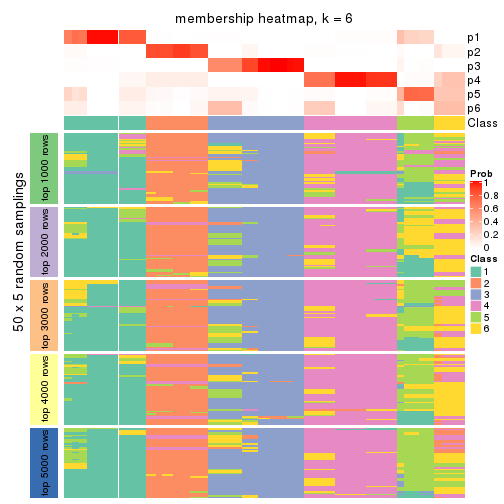 membership heatmap, k = 6
p1
p2
p3
p4
p5
p6
Class
50 x 5 random samplings
top 1000 rows
top 2000 rows
top 3000 rows
top 4000 rows
top 5000 rows
Prob
1
0.8
0.6
0.4
0.2
0
Class
1
2
3
4
5
6